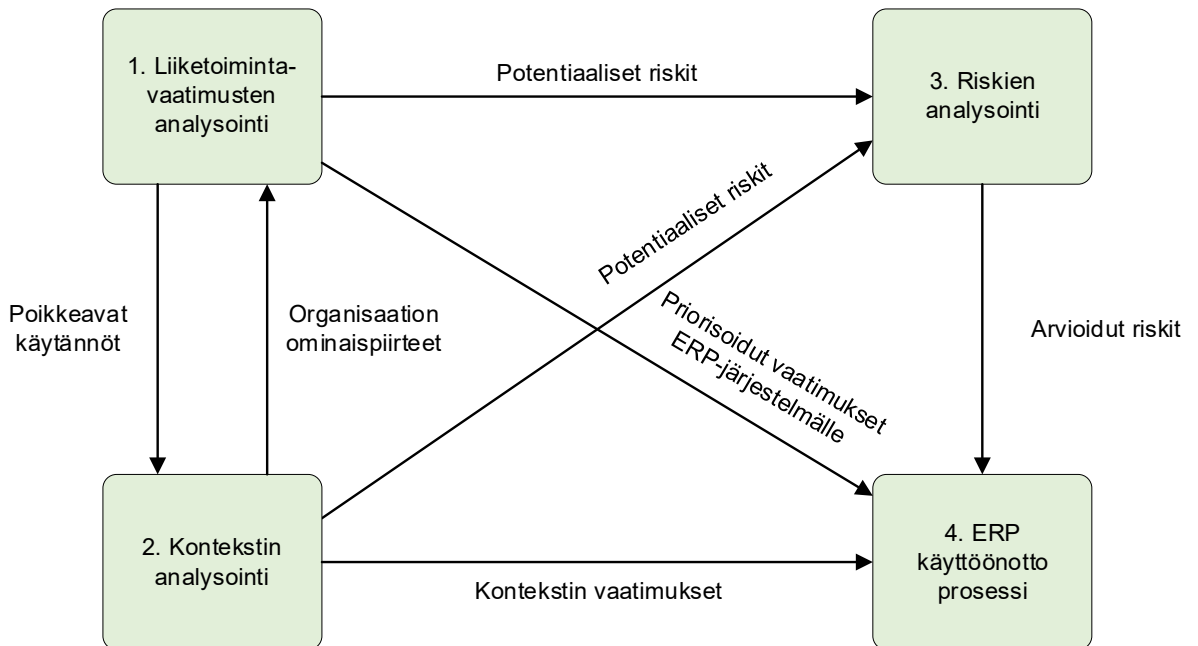 1. Liiketoiminta-
vaatimusten
analysointi
Potentiaaliset riskit
3. Riskien
analysointi
Potentiaaliset riskit
Priorisoidut vaatimukset
ERP-järjestelmälle
Poikkeavat
käytännöt
Organisaation
ominaispiirteet
Arvioidut riskit
2. Kontekstin
analysointi
Kontekstin vaatimukset
4. ERP
käyttöönotto
prosessi